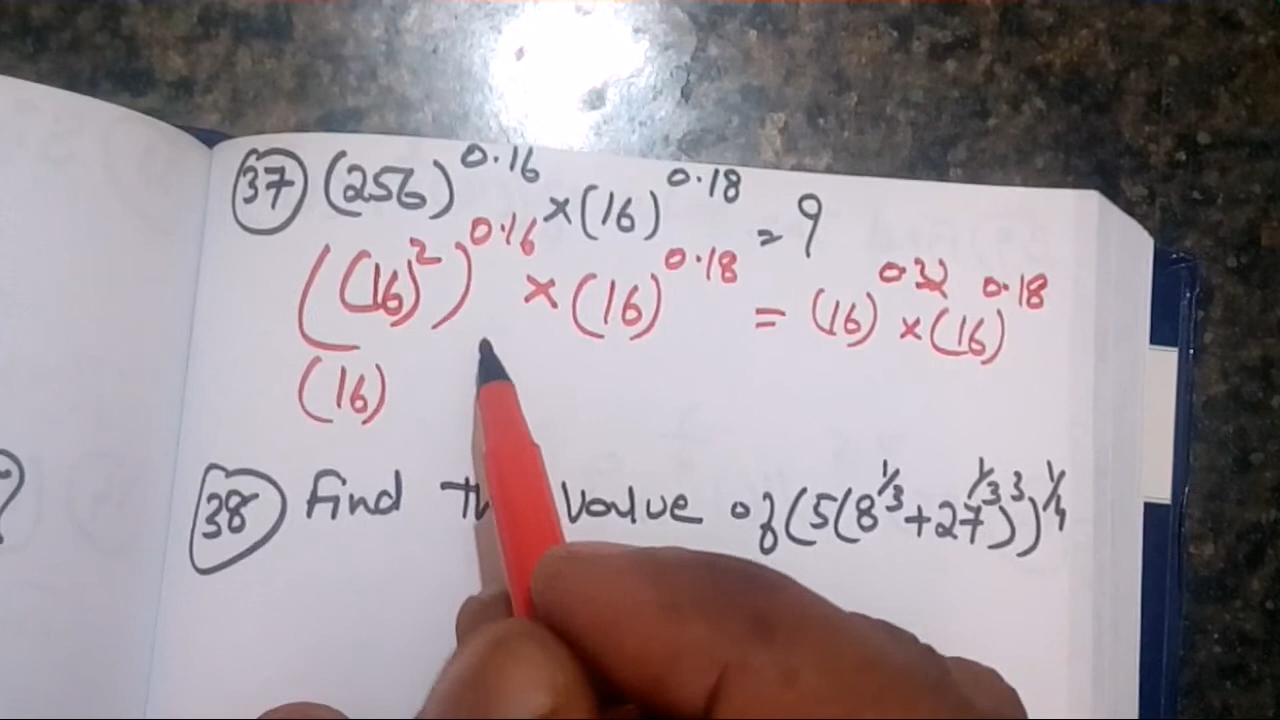 37 (256)^0.16 × (16)^0.18 = ?
((16)^2)^0.16 × (16)^0.18 = (16)^0.32 × (16)^0.18
(16)
38 Find value of (5(8^1/3 + 27^1/3)^3)^1/4